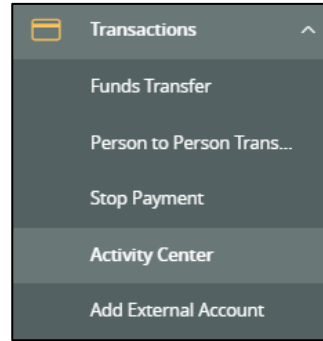 Transactions
Funds Transfer
Person to Person Trans...
Stop Payment
Activity Center
Add External Account